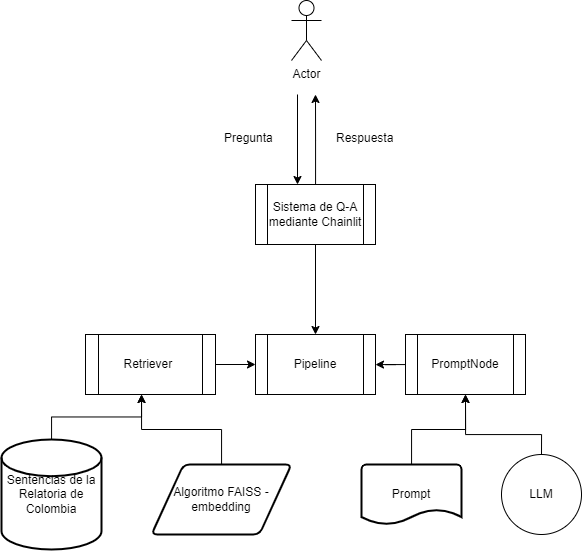 Actor
Pregunta
Respuesta
Sistema de Q-A
mediante Chainlit
Retriever
Pipeline
PromptNode
Sentencias de la
Relatoria de
Colombia
Algoritmo FAISS -
embedding
Prompt
LLM